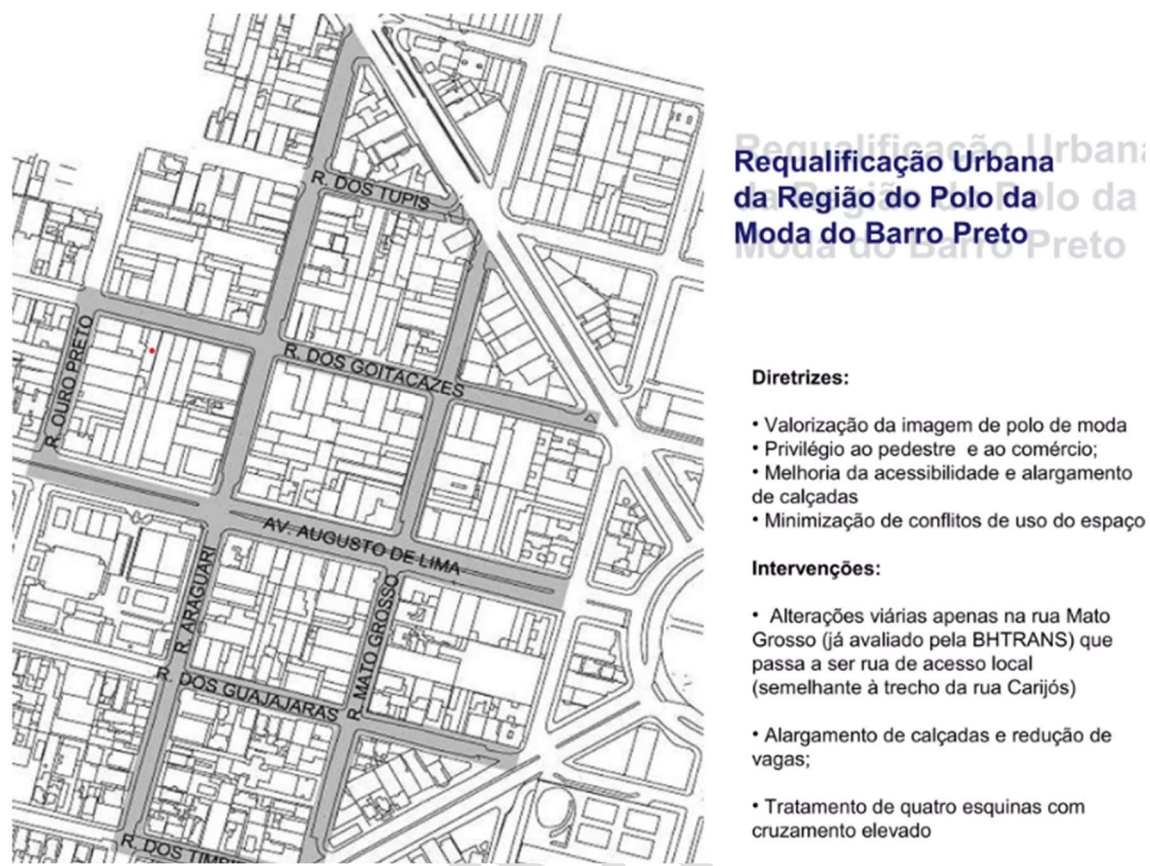 R. DOS TUPIS
R. OURO PRETO
R. DOS GOITACAZES
AV. AUGUSTO DE LIMA
R. ARAGUARI
R. MATO GROSSO
R. DOS GUAJAJARAS
R. DOS
Requalificação Urbana
da Região do Polo da
Moda do Barro Preto
Diretrizes:
• Valorização da imagem de polo de moda
• Privilégio ao pedestre e ao comércio;
• Melhoria da acessibilidade e alargamento
de calçadas
• Minimização de conflitos de uso do espaço
Intervenções:
• Alterações viárias apenas na rua Mato
Grosso (já avaliado pela BHTRANS) que
passa a ser rua de acesso local
(semelhante à trecho da rua Carijós)
• Alargamento de calçadas e redução de
vagas;
• Tratamento de quatro esquinas com
cruzamento elevado